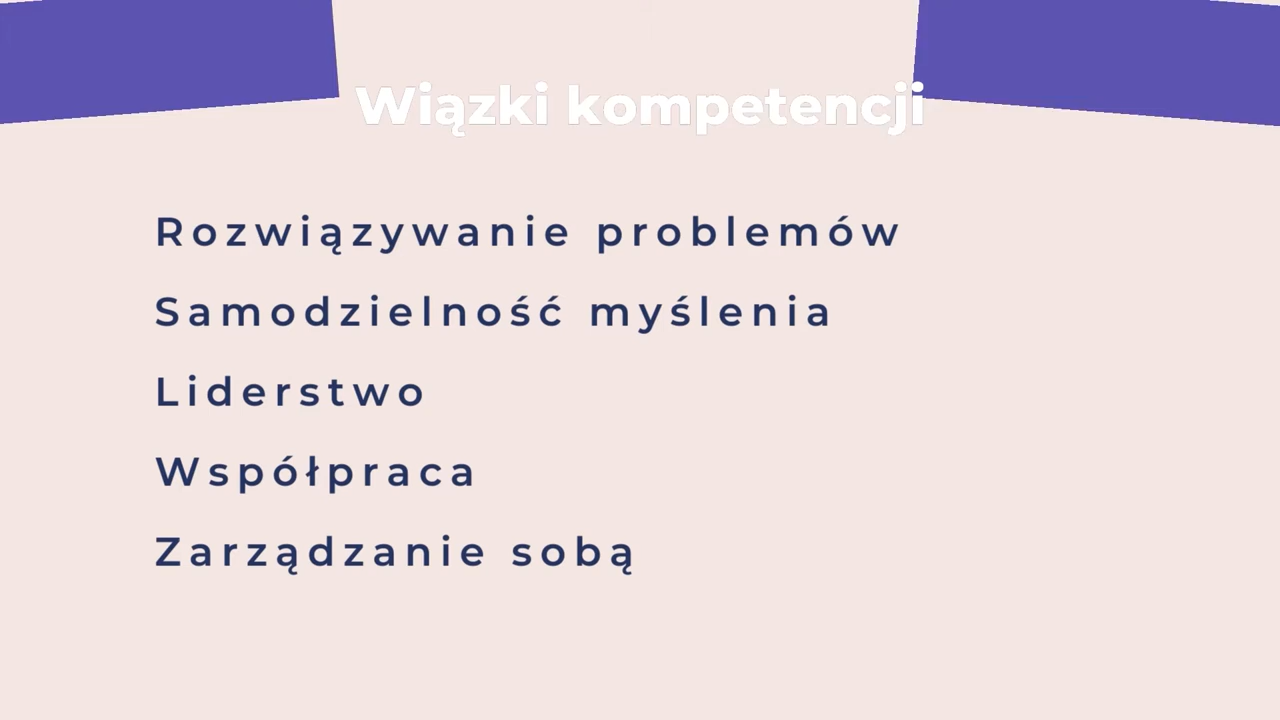 Wiązki kompetencji
Rozwiązywanie problemów
Samodzielność myślenia
Liderstwo
Współpraca
Zarządzanie sobą